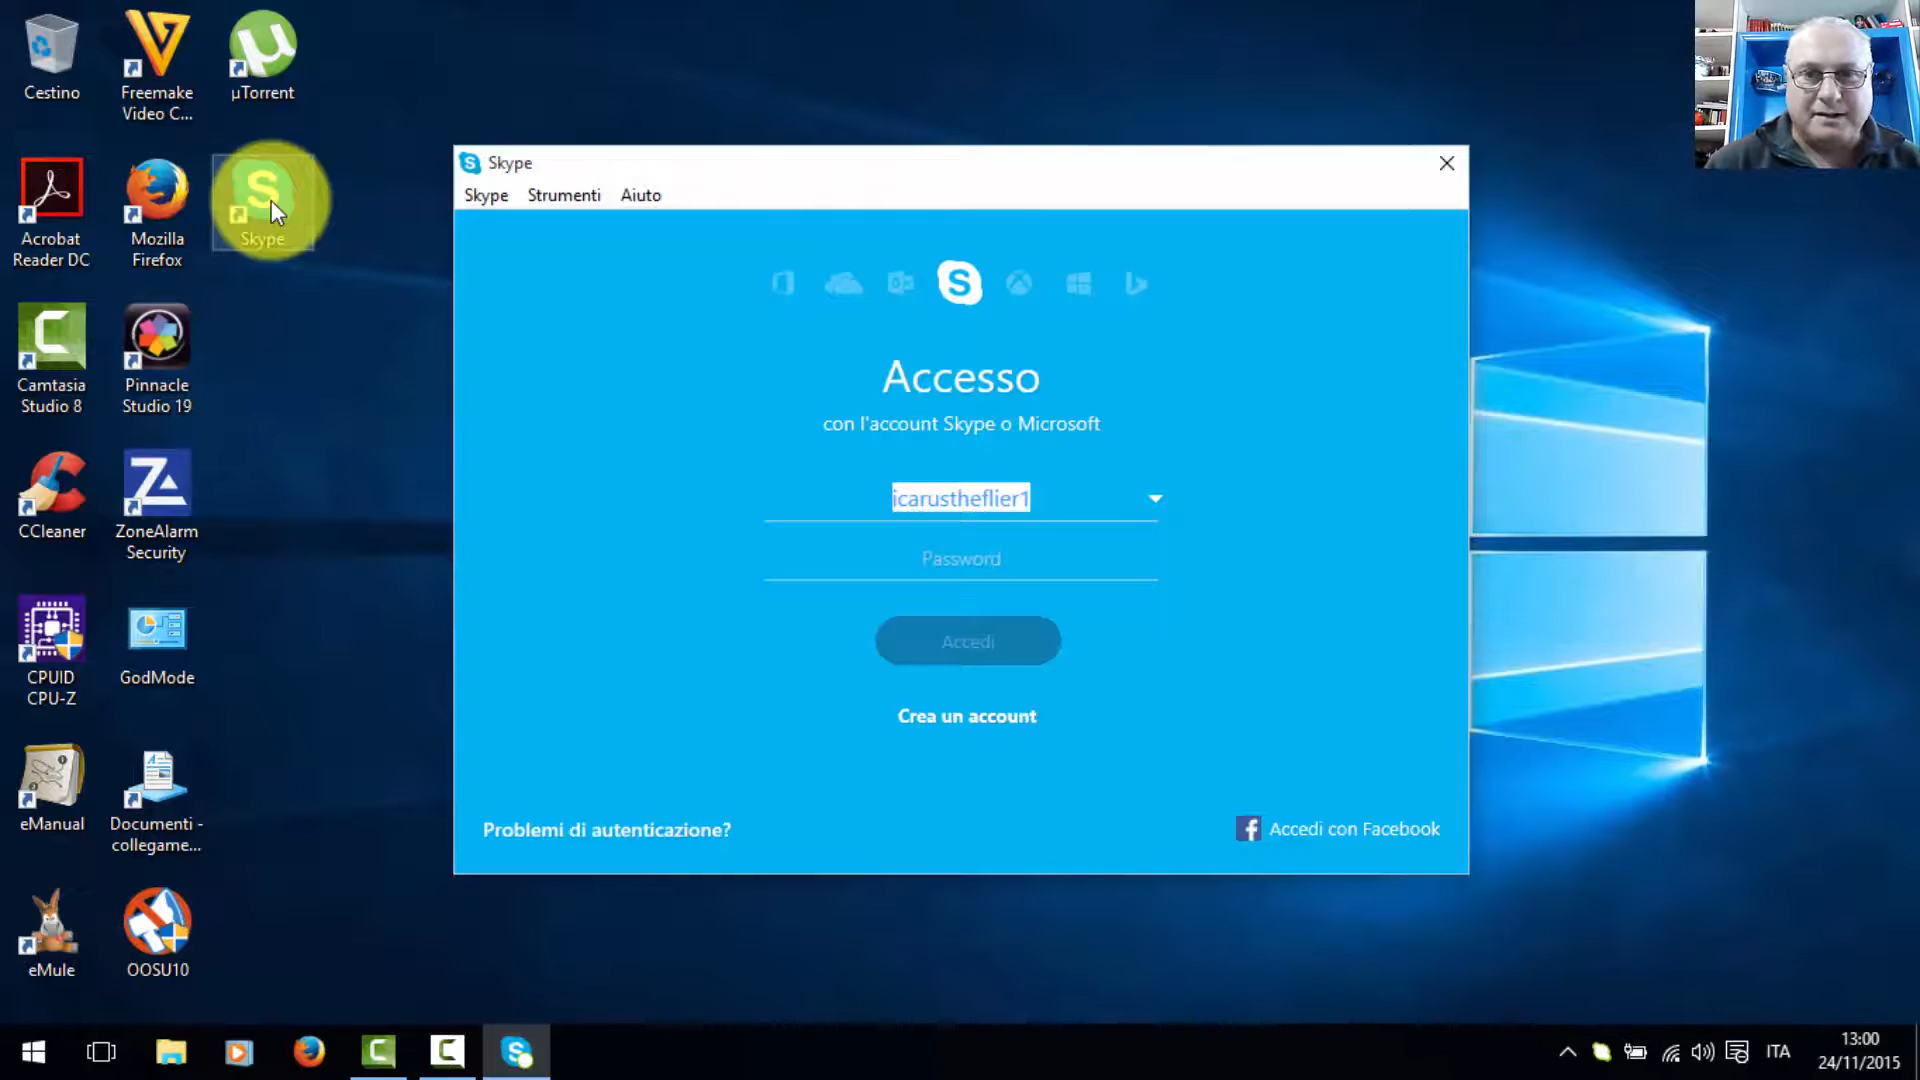 Cestino
Freemake
Video C...
µTorrent
Acrobat
Reader DC
Mozilla
Firefox
Skype
Camtasia
Studio 8
Pinnacle
Studio 19
CCleaner
ZoneAlarm
Security
CPUID
CPU-Z
GodMode
eManual
Documenti -
collegame...
eMule
OOSU10
Skype
Skype Strumenti Aiuto
Accesso
con l'account Skype o Microsoft
icarustheflier1
Password
Accedi
Crea un account
Problemi di autenticazione?
Accedi con Facebook
ITA
13:00
24/11/2015